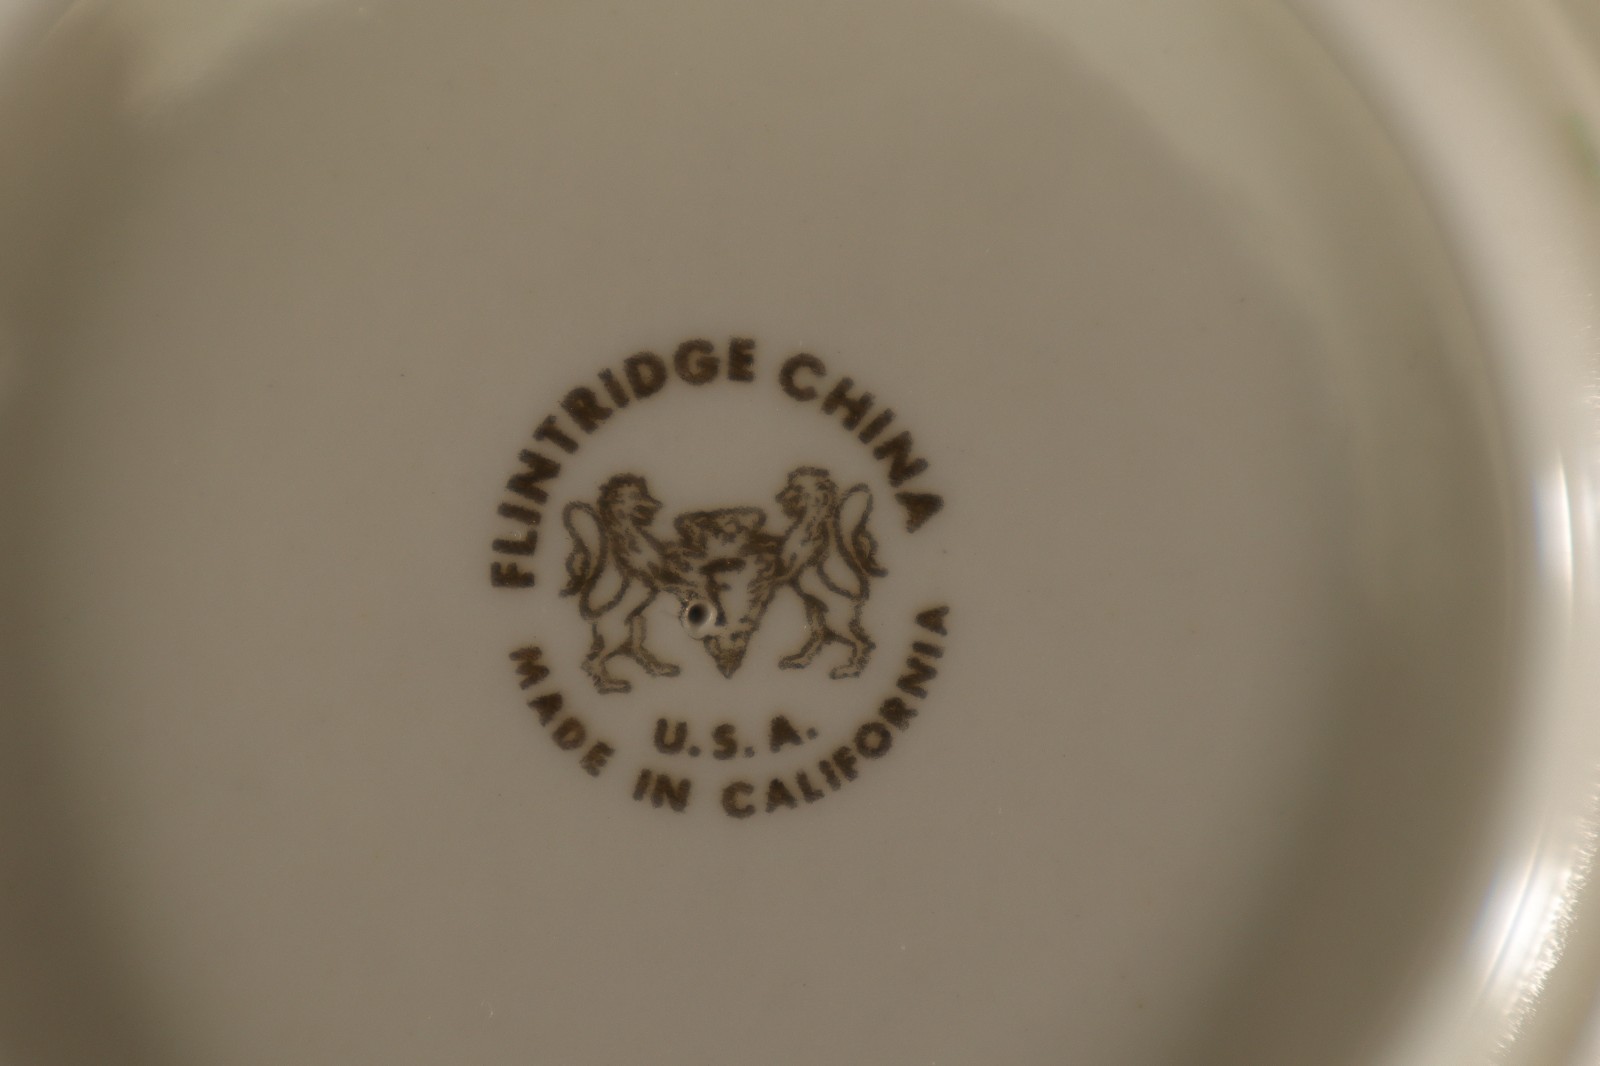 FLINTRIDGE CHINA
F
U.S.A.
MADE IN CALIFORNIA